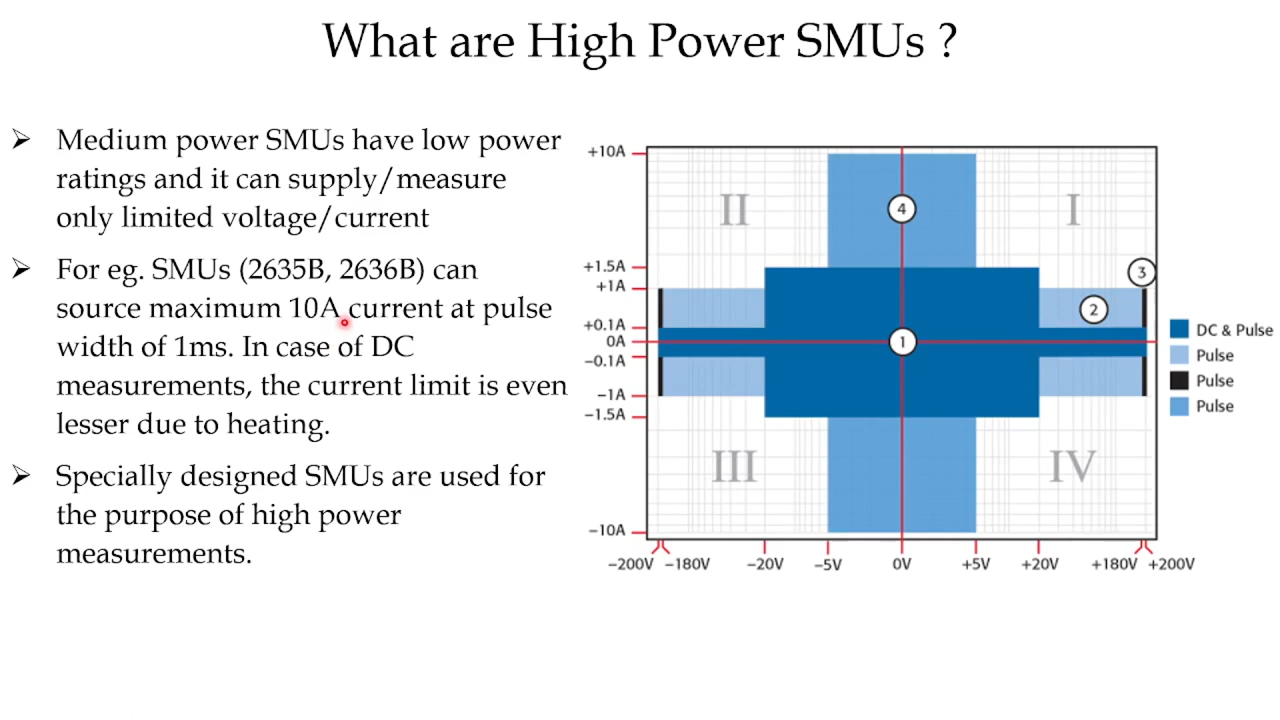 What are High Power SMUs ?
➢ Medium power SMUs have low power
ratings and it can supply/measure
only limited voltage/current
➢ For eg. SMUs (2635B, 2636B) can
source maximum 10A current at pulse
width of 1ms. In case of DC
measurements, the current limit is even
lesser due to heating.
➢ Specially designed SMUs are used for
the purpose of high power
measurements.
+10A
+1.5A
+1A
+0.1A
0A
−0.1A
−1A
−1.5A
−10A
II
I
III
IV
4
3
2
1
−200V −180V −20V −5V 0V +5V +20V +180V +200V
DC & Pulse
Pulse
Pulse
Pulse